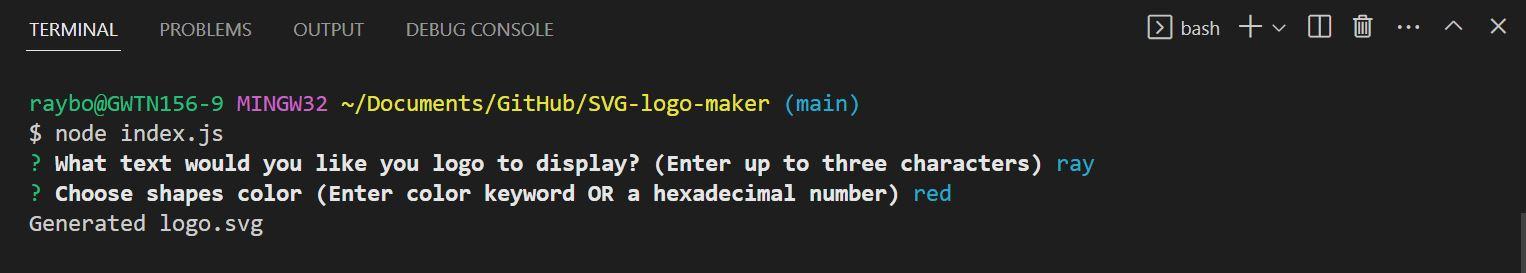 TERMINAL PROBLEMS OUTPUT DEBUG CONSOLE bash
raybo@GWTN156-9 MINGW32 ~/Documents/GitHub/SVG-logo-maker (main)
$ node index.js
? What text would you like you logo to display? (Enter up to three characters) ray
? Choose shapes color (Enter color keyword OR a hexadecimal number) red
Generated logo.svg